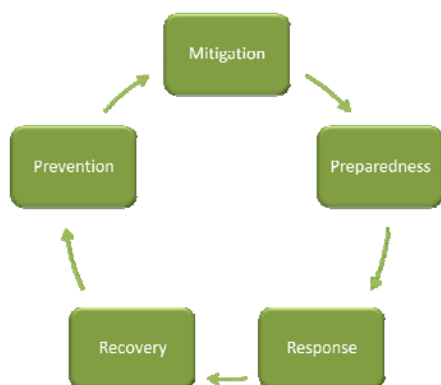 Mitigation
Prevention
Preparedness
Recovery
Response